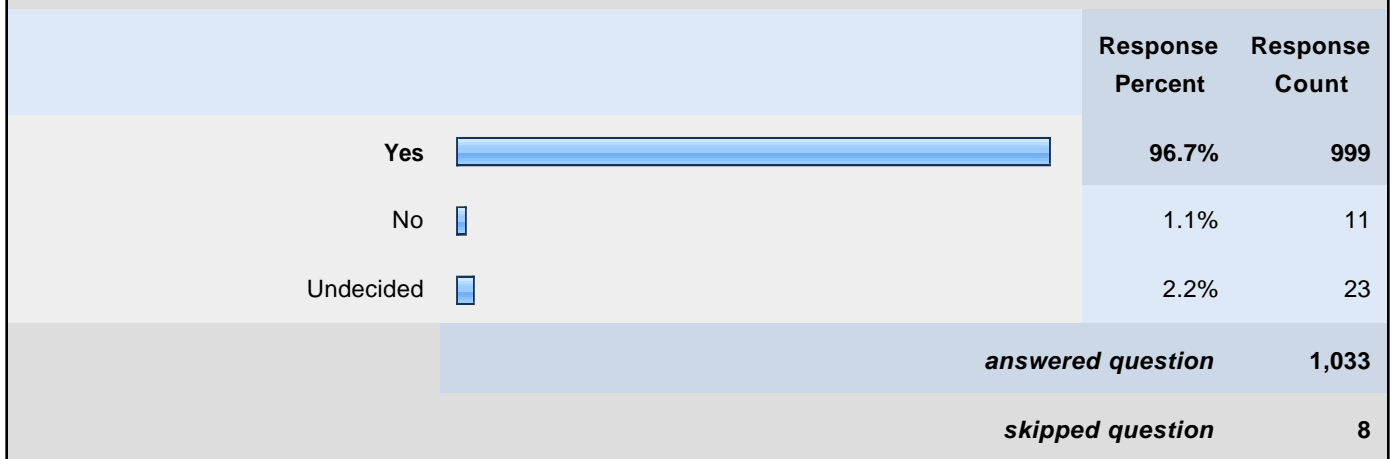 Response Response
Percent Count
Yes 96.7% 999
No 1.1% 11
Undecided 2.2% 23
answered question 1,033
skipped question 8